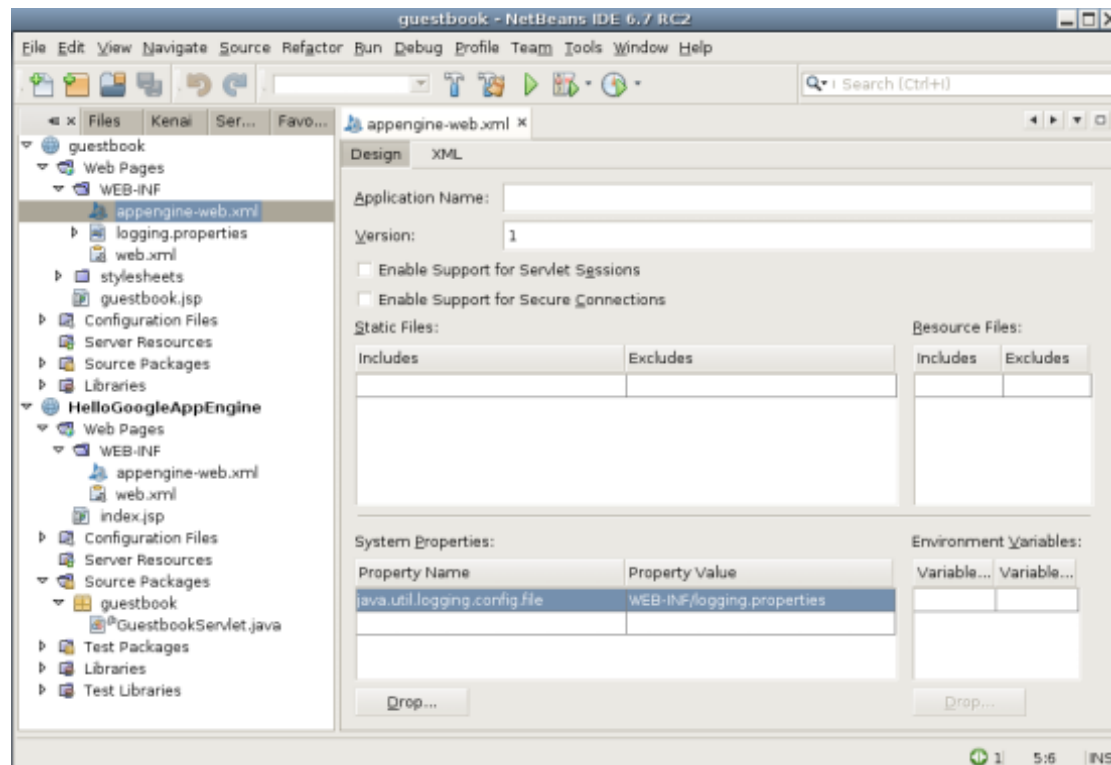 guestbook - NetBeans IDE 6.7 RC2
File Edit View Navigate Source Refactor Run Debug Profile Team Tools Window Help
Search (Ctrl+I)
Files Kenai Ser... Favo...
appengine-web.xml
guestbook
Web Pages
WEB-INF
appengine-web.xml
logging.properties
web.xml
stylesheets
guestbook.jsp
Configuration Files
Server Resources
Source Packages
Libraries
HelloGoogleAppEngine
Web Pages
WEB-INF
appengine-web.xml
web.xml
index.jsp
Configuration Files
Server Resources
Source Packages
guestbook
GuestbookServlet.java
Test Packages
Libraries
Test Libraries
Design XML
Application Name:
Version: 1
Enable Support for Servlet Sessions
Enable Support for Secure Connections
Static Files: Resource Files:
Includes Excludes Includes Excludes
System Properties: Environment Variables:
Property Name Property Value Variable... Variable...
java.util.logging.config.file WEB-INF/logging.properties
Drop... Drop...
1 5:6 INS